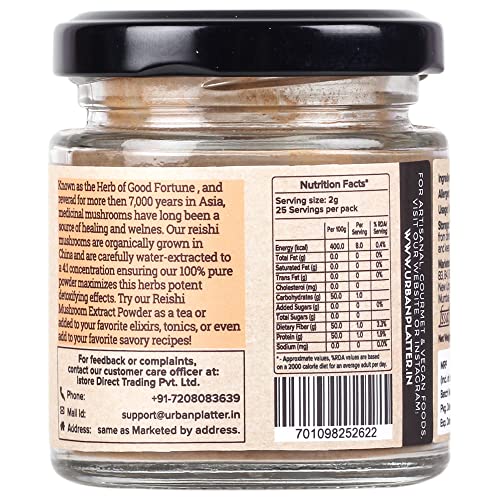 Known as the Herb of Good Fortune , and
revered for more then 7,000 years in Asia,
medicinal mushrooms have long been a
source of healing and welnes. Our reishi
mushrooms are organically grown in
China and are carefully water-extracted to
a 4:1 concentration ensuring our 100% pure
powder maximizes this herbs potent
detoxifying effects. Try our Reishi
Mushroom Extract Powder as a tea or
added to your favorite elixirs, tonics, or even
add to your favorite savory recipes!
For feedback or complaints,
contact our customer care officer at:
Istore Direct Trading Pvt. Ltd.
Phone: +91-7208083639
Mail Id: support@urbanplatter.in
Address: same as Marketed by address.
Nutrition Facts*
Serving size: 2g
25 Servings per pack
Per 100g Per Serving %RDA/ Serving
Energy (kcal) 400.0 8.0 0.4%
Total Fat (g) 0.0 0
Saturated Fat (g) 0.0 0
Trans Fat (g) 0.0 0
Cholesterol (mg) 0.0 0
Carbohydrates (g) 50.0 1.0
Added Sugars (g) 0.0 0
Total Sugars (g) 0.0 0
Dietary Fiber (g) 50.0 1.0 3.3%
Protein (g) 50.0 1.0 1.9%
Sodium (mg) 0.0 0 0.0%
* - Approximate values, %RDA values are based
on a 2000 calorie diet for an average adult per day.
701098252622
FOR ARTISANAL, GOURMET & VEGAN FOODS,
VISIT OUR WEBSITE OR INSTAGRAM:
WWW.URBANPLATTER.IN